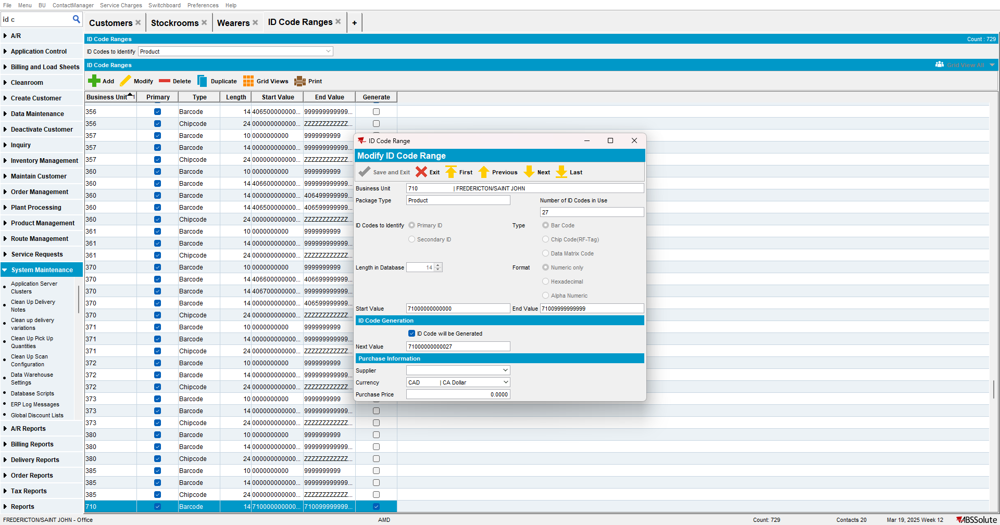 File Menu BU ContactManager Service Charges Switchboard Preferences Help
id c
Customers Stockrooms Wearers ID Code Ranges +
A/R
Application Control
Billing and Load Sheets
Cleanroom
Create Customer
Data Maintenance
Deactivate Customer
Inquiry
Inventory Management
Maintain Customer
Order Management
Plant Processing
Product Management
Route Management
Service Requests
System Maintenance
Application Server
Clusters
Clean Up Delivery
Notes
Clean up delivery
variations
Clean Up Pick Up
Quantities
Clean Up Scan
Configuration
Data Warehouse
Settings
Database Scripts
ERP Log Messages
Global Discount Lists
A/R Reports
Billing Reports
Delivery Reports
Order Reports
Tax Reports
Reports
ID Code Ranges Count : 729
ID Codes to Identify Product
ID Code Ranges Grid View All
Add Modify Delete Duplicate Grid Views Print
Business Unit 1 Primary Type Length Start Value End Value Generate
356 Barcode 14 406500000000... 999999999999...
356 Chipcode 24 000000000000... ZZZZZZZZZZZZ...
357 Barcode 10 0000000000 9999999999
357 Barcode 14 000000000000... 999999999999...
357 Chipcode 24 000000000000... ZZZZZZZZZZZZ...
360 Barcode 10 0000000000 9999999999
360 Barcode 14 406600000000... 999999999999...
360 Barcode 14 000000000000... 406499999999...
360 Barcode 14 406500000000... 406599999999...
360 Chipcode 24 000000000000... ZZZZZZZZZZZZ...
361 Barcode 10 0000000000 9999999999
361 Barcode 14 000000000000... 999999999999...
361 Chipcode 24 000000000000... ZZZZZZZZZZZZ...
370 Barcode 10 0000000000 9999999999
370 Barcode 14 406600000000... 406699999999...
370 Barcode 14 406700000000... 999999999999...
370 Barcode 14 000000000000... 406599999999...
370 Chipcode 24 000000000000... ZZZZZZZZZZZZ...
371 Barcode 10 0000000000 9999999999
371 Barcode 14 000000000000... 999999999999...
371 Chipcode 24 000000000000... ZZZZZZZZZZZZ...
372 Barcode 10 0000000000 9999999999
372 Barcode 14 000000000000... 999999999999...
372 Chipcode 24 000000000000... ZZZZZZZZZZZZ...
373 Barcode 10 0000000000 9999999999
373 Barcode 14 000000000000... 999999999999...
373 Chipcode 24 000000000000... ZZZZZZZZZZZZ...
380 Barcode 10 0000000000 9999999999
380 Barcode 14 000000000000... 999999999999...
380 Chipcode 24 000000000000... ZZZZZZZZZZZZ...
385 Barcode 10 0000000000 9999999999
385 Barcode 14 000000000000... 999999999999...
385 Chipcode 24 000000000000... ZZZZZZZZZZZZ...
710 Barcode 14 710000000000... 710099999999...
ID Code Range
Modify ID Code Range
Save and Exit Exit First Previous Next Last
Business Unit 710 | FREDERICTON/SAINT JOHN
Package Type Product Number of ID Codes in Use
27
ID Codes to Identify Primary ID Type Bar Code
Secondary ID Chip Code(RF-Tag)
Data Matrix Code
Length in Database 14 Format Numeric only
Hexadecimal
Alpha Numeric
Start Value 71000000000000 End Value 71009999999999
ID Code Generation
ID Code will be Generated
Next Value 71000000000027
Purchase Information
Supplier
Currency CAD | CA Dollar
Purchase Price 0.0000
FREDERICTON/SAINT JOHN - Office AMD Count: 729 Contacts 20 Mar 19, 2025 Week 12 ABSSolute